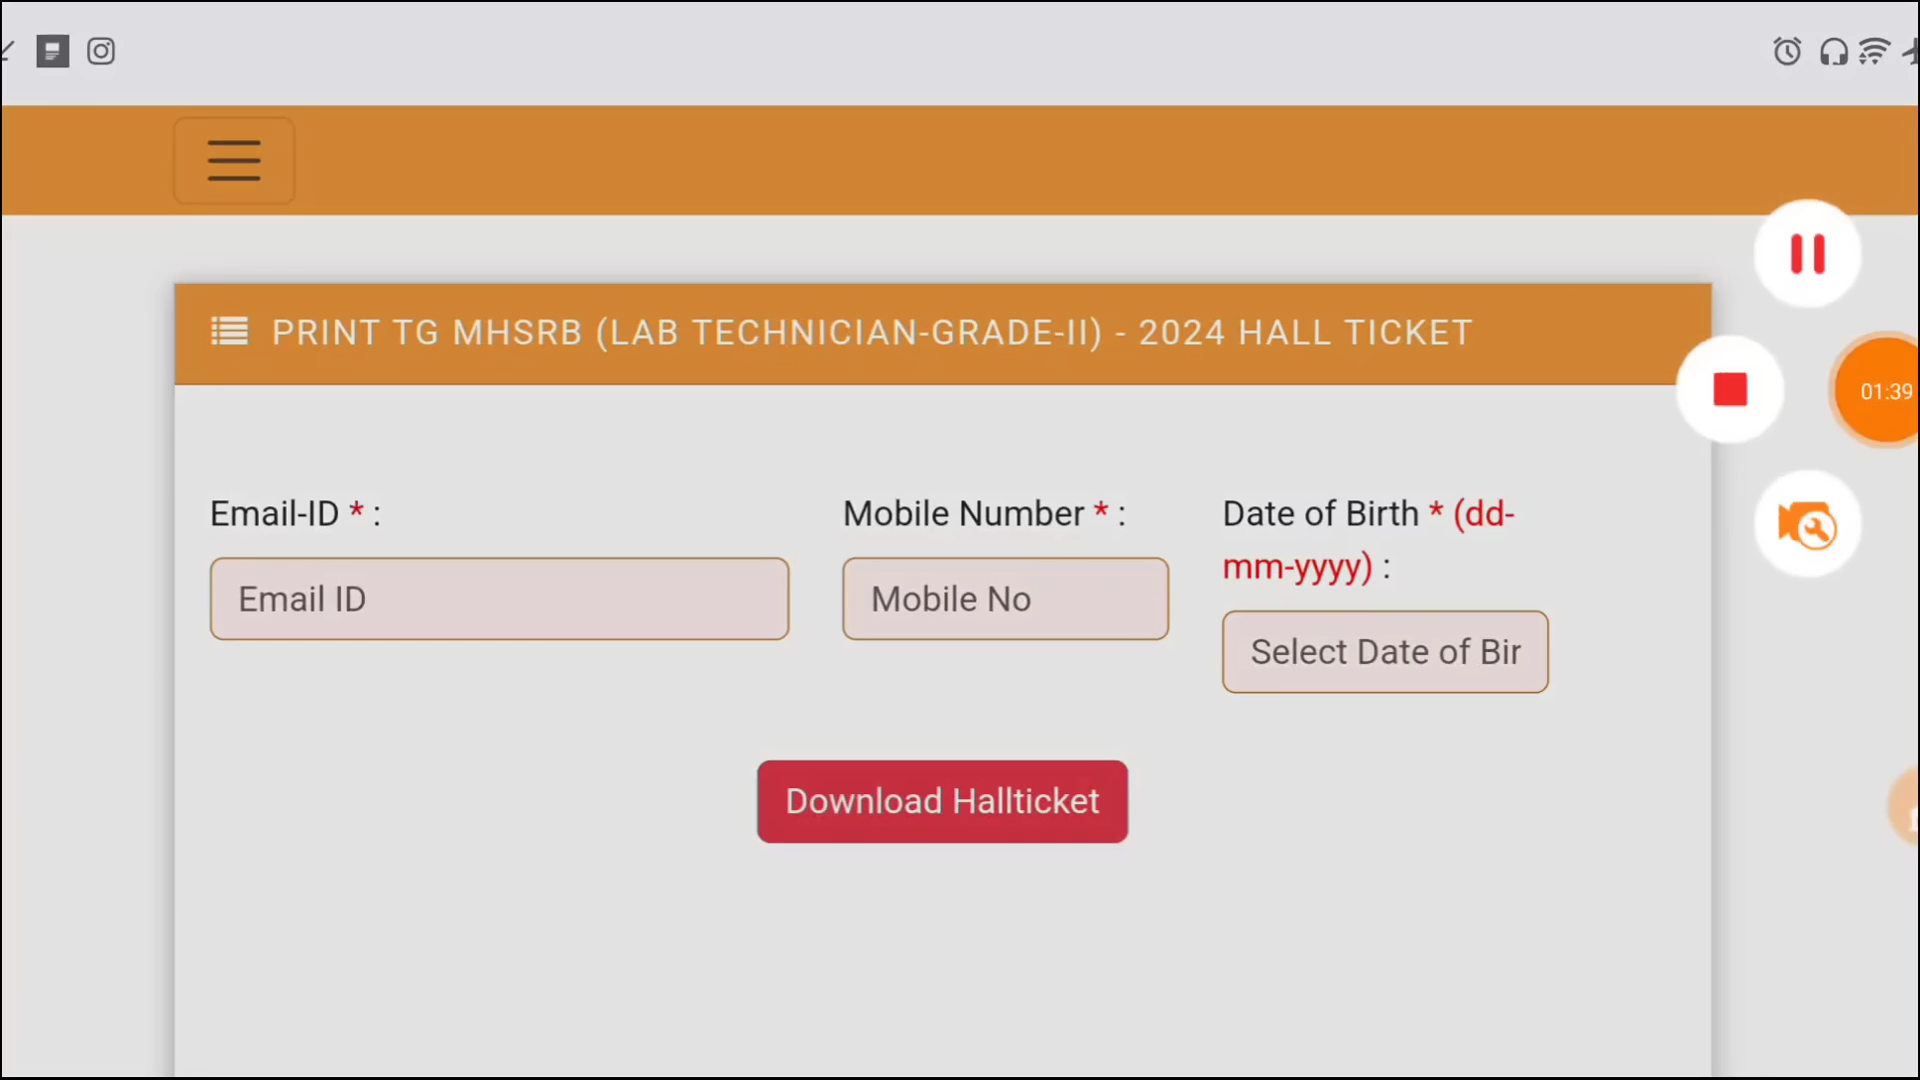 PRINT TG MHSRB (LAB TECHNICIAN-GRADE-II) - 2024 HALL TICKET
01:39
Email-ID * :
Mobile Number * :
Date of Birth * (dd-
mm-yyyy) :
Email ID
Mobile No
Select Date of Bir
Download Hallticket